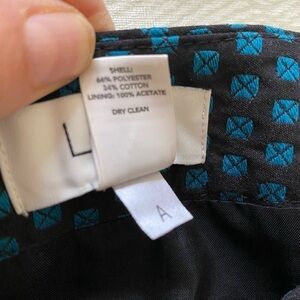 SHELL:
66% POLYESTER
34% COTTON
LINING: 100% ACETATE
DRY CLEAN
L
A